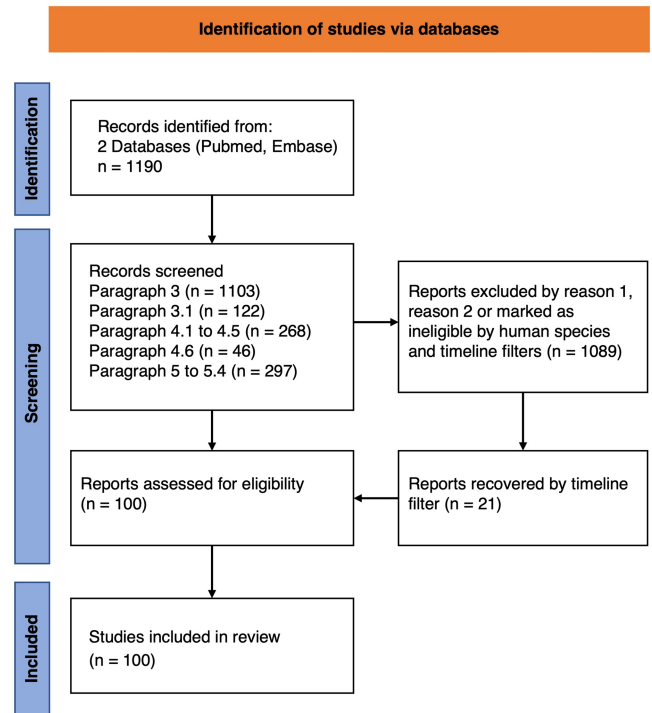 Identification of studies via databases
Identification
Records identified from:
2 Databases (Pubmed, Embase)
n = 1190
Screening
Records screened
Paragraph 3 (n = 1103)
Paragraph 3.1 (n = 122)
Paragraph 4.1 to 4.5 (n = 268)
Paragraph 4.6 (n = 46)
Paragraph 5 to 5.4 (n = 297)
Reports excluded by reason 1,
reason 2 or marked as
ineligible by human species
and timeline filters (n = 1089)
Reports assessed for eligibility
(n = 100)
Reports recovered by timeline
filter (n = 21)
Included
Studies included in review
(n = 100)